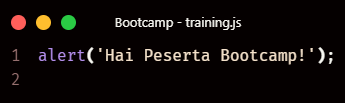 Bootcamp - training.js
1 alert('Hai Peserta Bootcamp!');
2